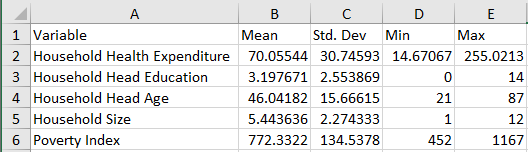 A B C D E
1 Variable Mean Std. Dev Min Max
2 Household Health Expenditure 70.05544 30.74593 14.67067 255.0213
3 Household Head Education 3.197671 2.553869 0 14
4 Household Head Age 46.04182 15.66615 21 87
5 Household Size 5.443636 2.274333 1 12
6 Poverty Index 772.3322 134.5378 452 1167